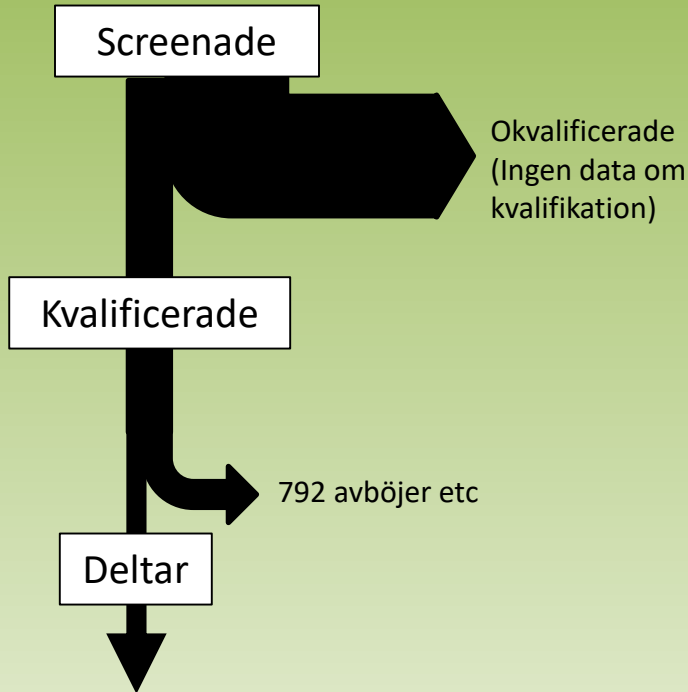 Screenade
Okvalificerade
(Ingen data om
kvalifikation)
Kvalificerade
792 avböjer etc
Deltar